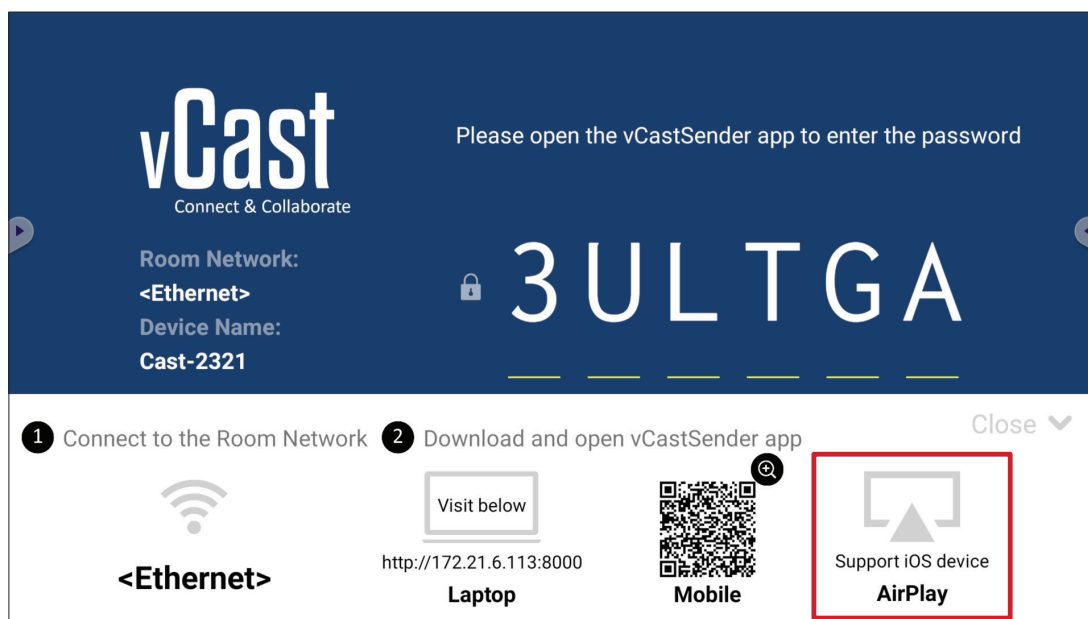 vCast
Connect & Collaborate
Please open the vCastSender app to enter the password
Room Network:
<Ethernet>
Device Name:
Cast-2321
3ULTGA
1 Connect to the Room Network
2 Download and open vCastSender app
Close
<Ethernet>
Visit below
http://172.21.6.113:8000
Laptop
Mobile
Support iOS device
AirPlay